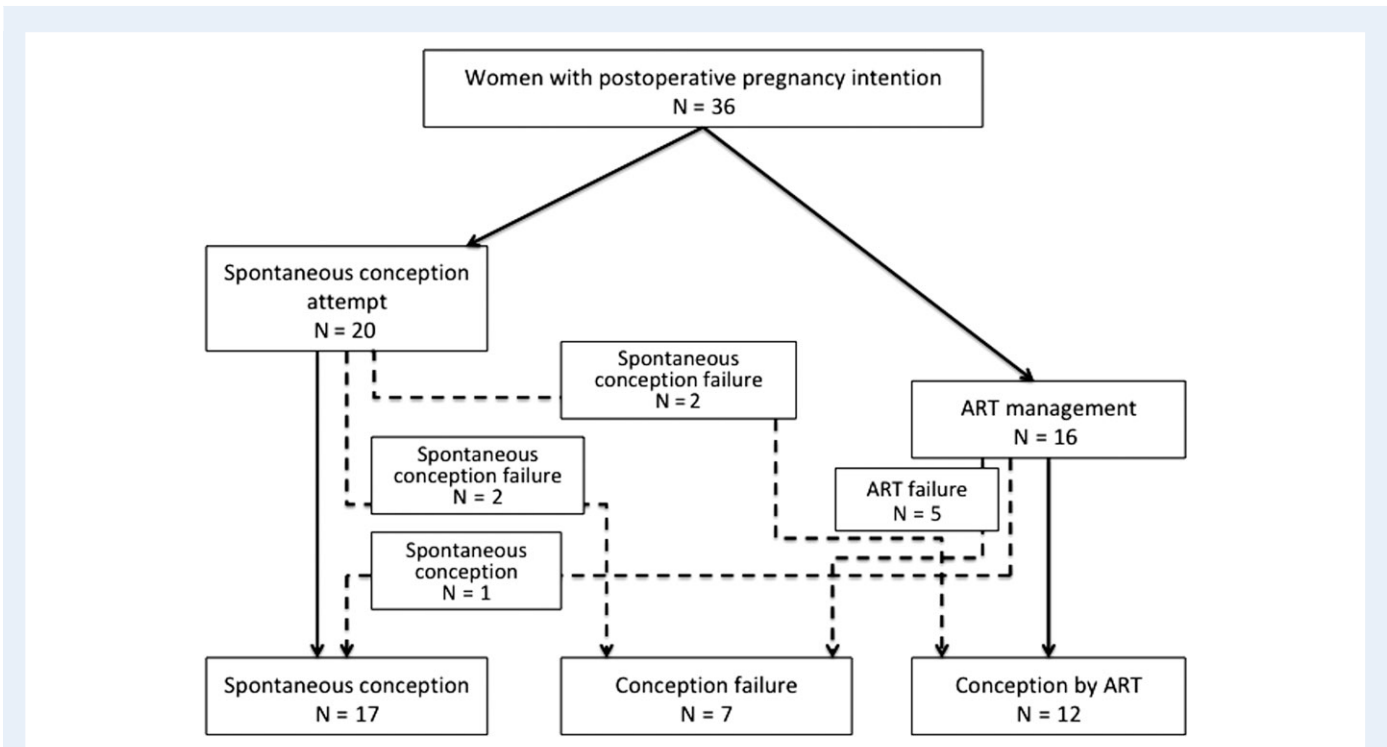 Women with postoperative pregnancy intention
N = 36
Spontaneous conception
attempt
N = 20
Spontaneous
conception failure
N = 2
ART management
N = 16
Spontaneous
conception failure
N = 2
ART failure
N = 5
Spontaneous
conception
N = 1
Spontaneous conception
N = 17
Conception failure
N = 7
Conception by ART
N = 12